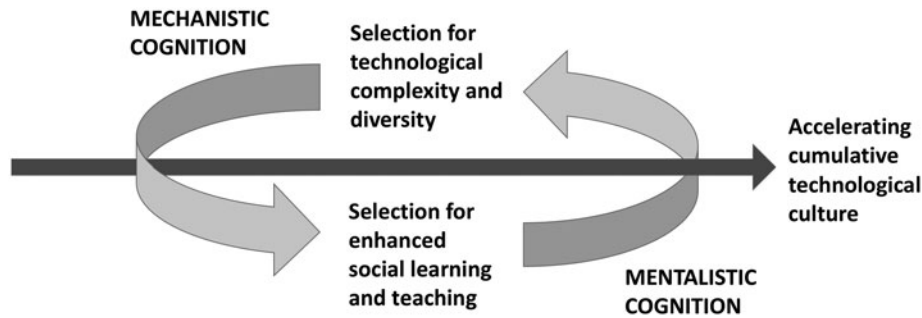 MECHANISTIC
COGNITION
Selection for
technological
complexity and
diversity
Accelerating
cumulative
technological
culture
Selection for
enhanced
social learning
and teaching
MENTALISTIC
COGNITION